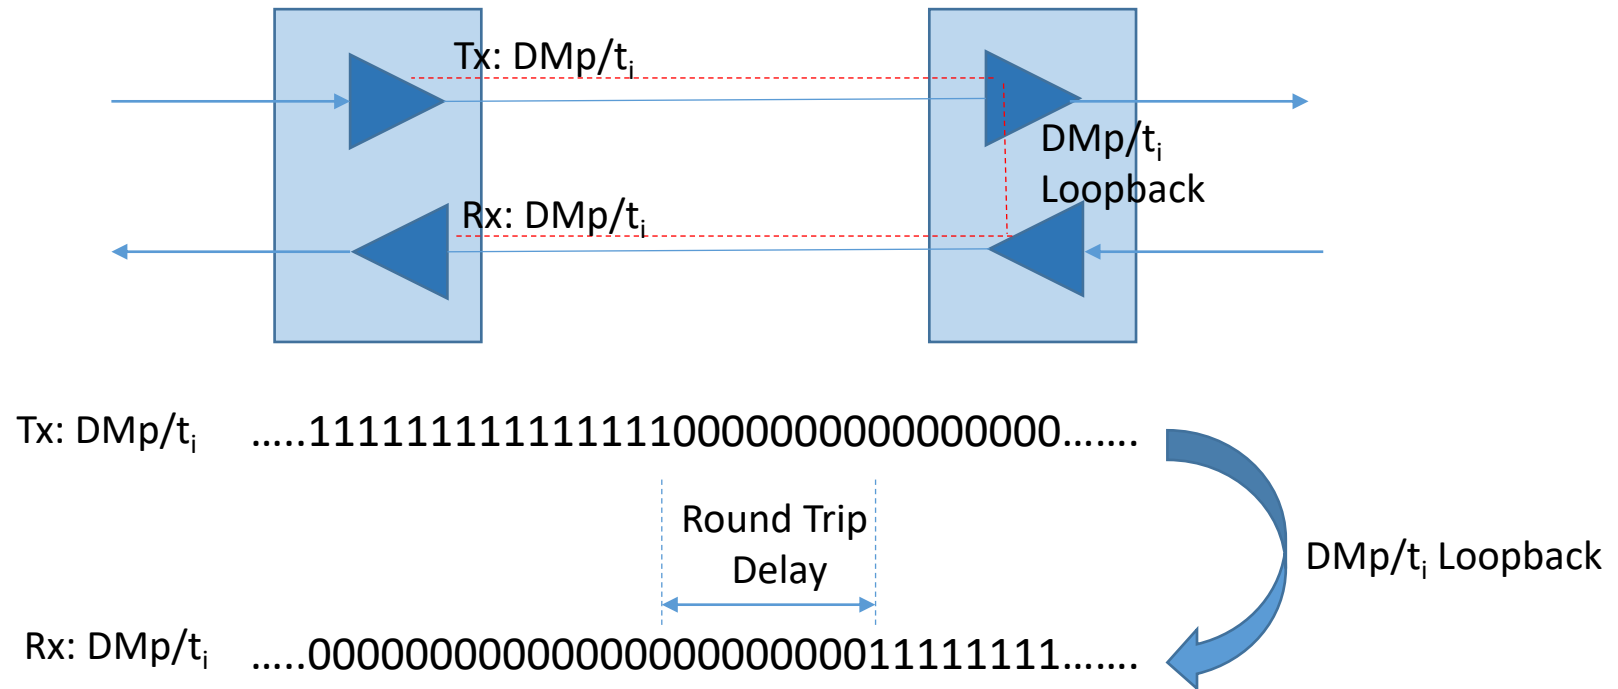 Tx: DMp/tᵢ
DMp/tᵢ
Loopback
Rx: DMp/tᵢ
Tx: DMp/tᵢ …..1111111111111110000000000000000…….
Round Trip
Delay
DMp/tᵢ Loopback
Rx: DMp/tᵢ …..0000000000000000000000011111111…….